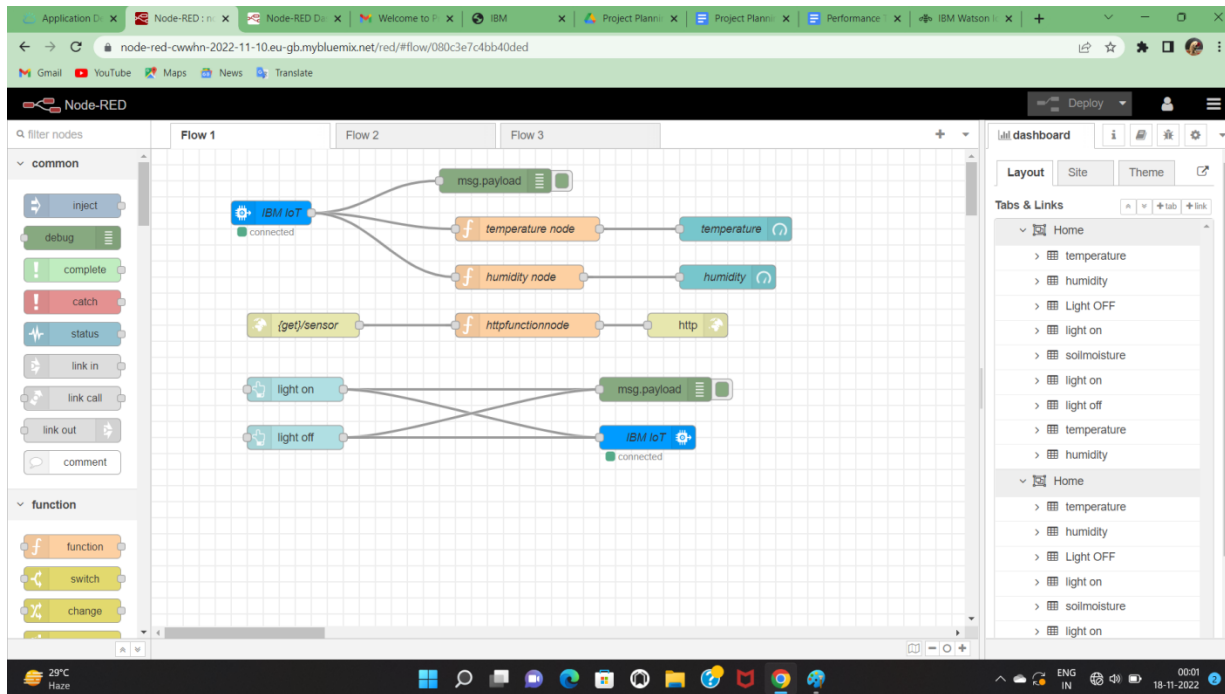 Application De
Node-RED : no
Node-RED Da
Welcome to P
IBM
Project Planni
Project Planni
Performance T
IBM Watson I
node-red-cwwhn-2022-11-10.eu-gb.mybluemix.net/red/#flow/080c3e7c4bb40ded
Gmail YouTube Maps News Translate
Node-RED
Deploy
filter nodes
Flow 1 Flow 2 Flow 3
dashboard
common
Layout Site Theme
inject
debug
complete
catch
status
link in
link call
link out
comment
function
function
switch
change
msg.payload
IBM IoT
connected
temperature node
temperature
humidity node
humidity
{get}/sensor
httpfunctionnode
http
light on
msg.payload
light off
IBM IoT
connected
Tabs & Links
+tab +link
Home
temperature
humidity
Light OFF
light on
soilmoisture
light on
light off
temperature
humidity
Home
temperature
humidity
Light OFF
light on
soilmoisture
light on
29°C
Haze
ENG
IN
00:01
18-11-2022
2